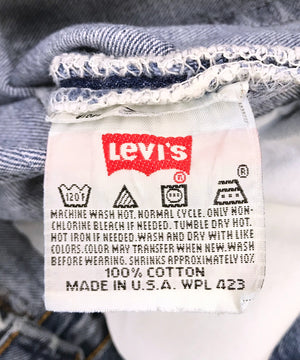 Levi's
®
120F
®
MACHINE WASH HOT. NORMAL CYCLE. ONLY NON-
CHLORINE BLEACH IF NEEDED. TUMBLE DRY HOT.
HOT IRON IF NEEDED. WASH AND DRY WITH LIKE
COLORS. COLOR MAY TRANSFER WHEN NEW. WASH
BEFORE WEARING. SHRINKS APPROXIMATELY 10%
100% COTTON
MADE IN U.S.A. WPL 423